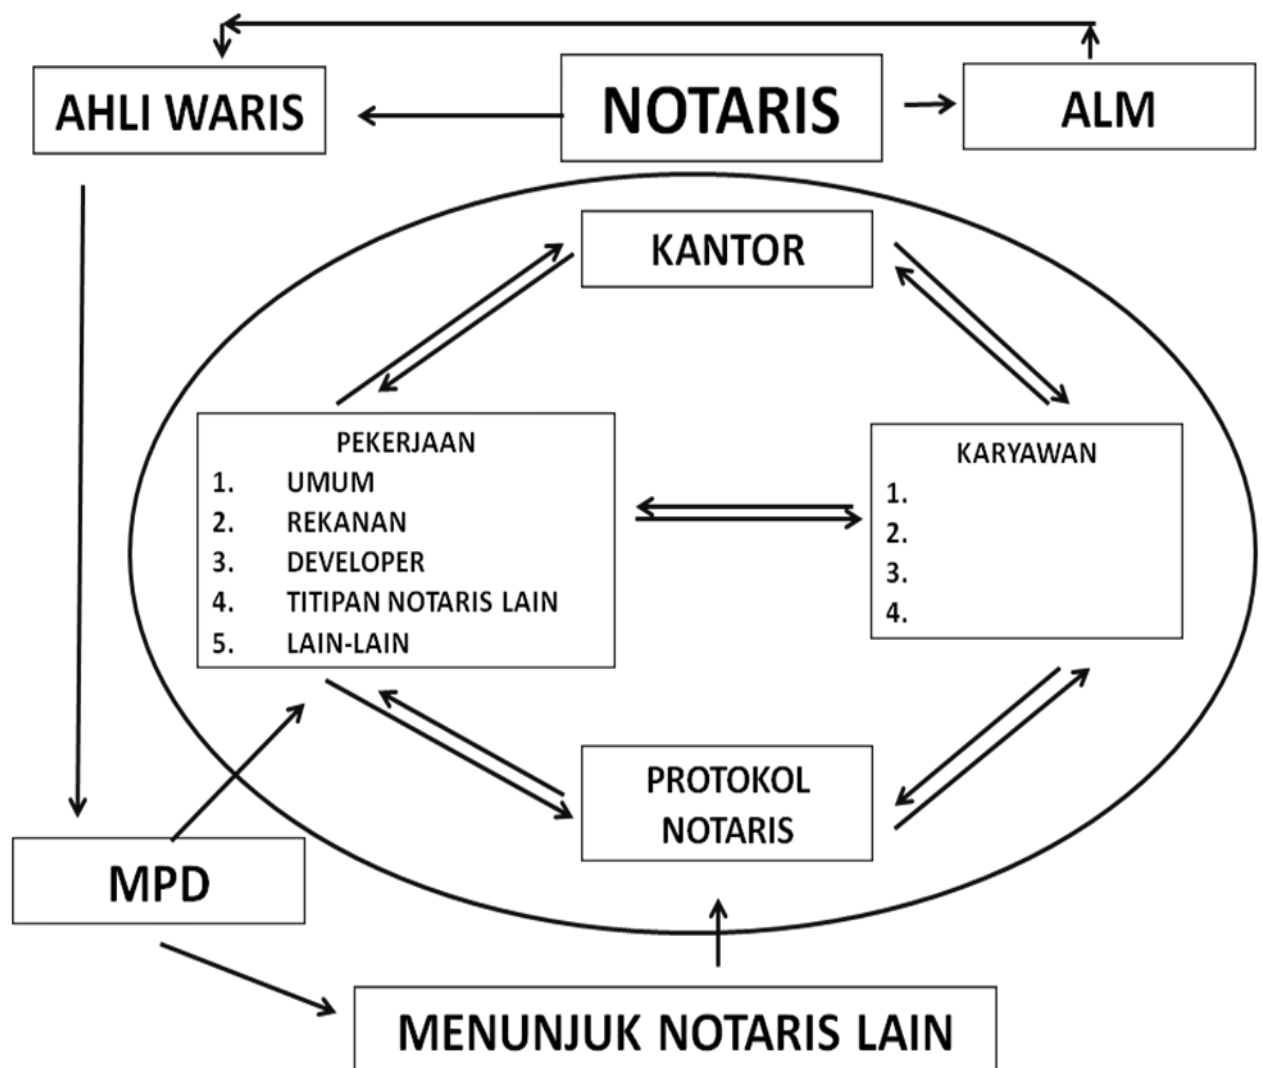 AHLI WARIS
NOTARIS
ALM
KANTOR
PEKERJAAN
1. UMUM
2. REKANAN
3. DEVELOPER
4. TITIPAN NOTARIS LAIN
5. LAIN-LAIN
KARYAWAN
1.
2.
3.
4.
PROTOKOL
NOTARIS
MPD
MENUNJUK NOTARIS LAIN